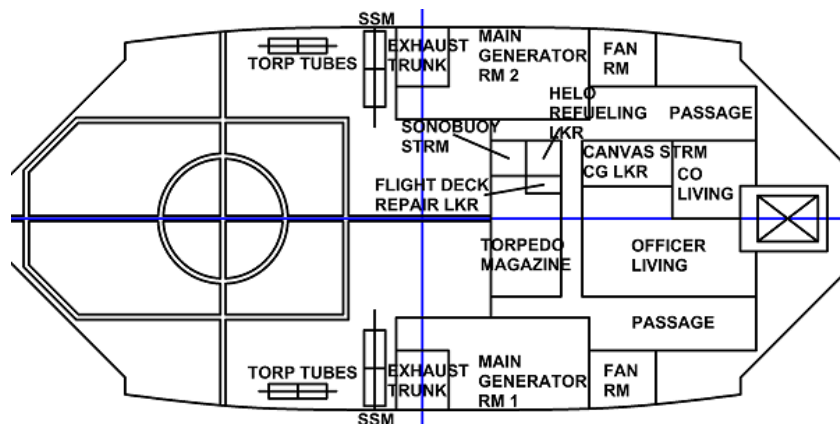 SSM
TORP TUBES
EXHAUST
TRUNK
MAIN
GENERATOR
RM 2
FAN
RM
HELO
REFUELING
LKR
PASSAGE
SONOBUOY
STRM
CANVAS STRM
CG LKR
CO
LIVING
FLIGHT DECK
REPAIR LKR
TORPEDO
MAGAZINE
OFFICER
LIVING
PASSAGE
TORP TUBES
EXHAUST
TRUNK
MAIN
GENERATOR
RM 1
FAN
RM
SSM